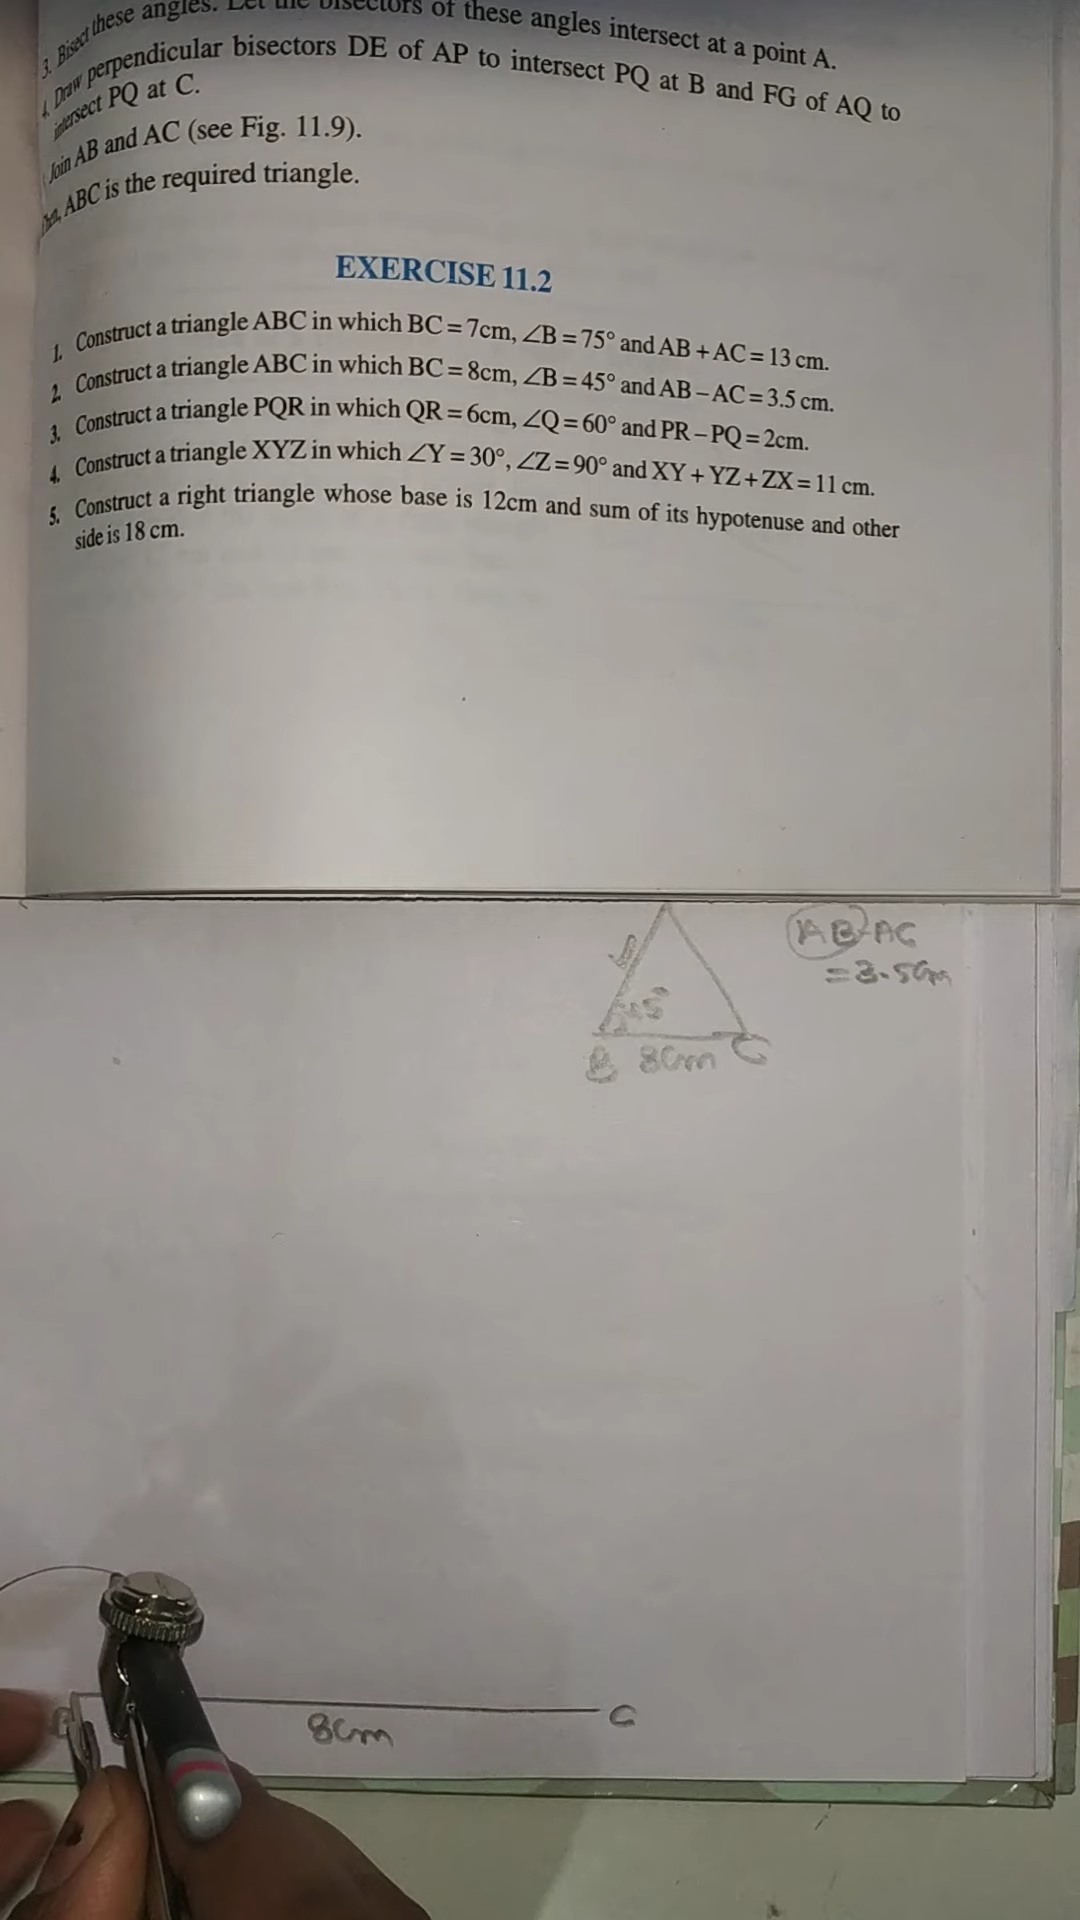 3. Bisect these angles. Let the bisectors of these angles intersect at a point A.
4. Draw perpendicular bisectors DE of AP to intersect PQ at B and FG of AQ to
intersect PQ at C.
Join AB and AC (see Fig. 11.9).
Then, ABC is the required triangle.
EXERCISE 11.2
1. Construct a triangle ABC in which BC = 7cm, ∠B = 75° and AB + AC = 13 cm.
2. Construct a triangle ABC in which BC = 8cm, ∠B = 45° and AB – AC = 3.5 cm.
3. Construct a triangle PQR in which QR = 6cm, ∠Q = 60° and PR – PQ = 2cm.
4. Construct a triangle XYZ in which ∠Y = 30°, ∠Z = 90° and XY + YZ + ZX = 11 cm.
5. Construct a right triangle whose base is 12cm and sum of its hypotenuse and other
side is 18 cm.
AB-AC
=3.5cm
45°
B 8cm C
B C
8cm